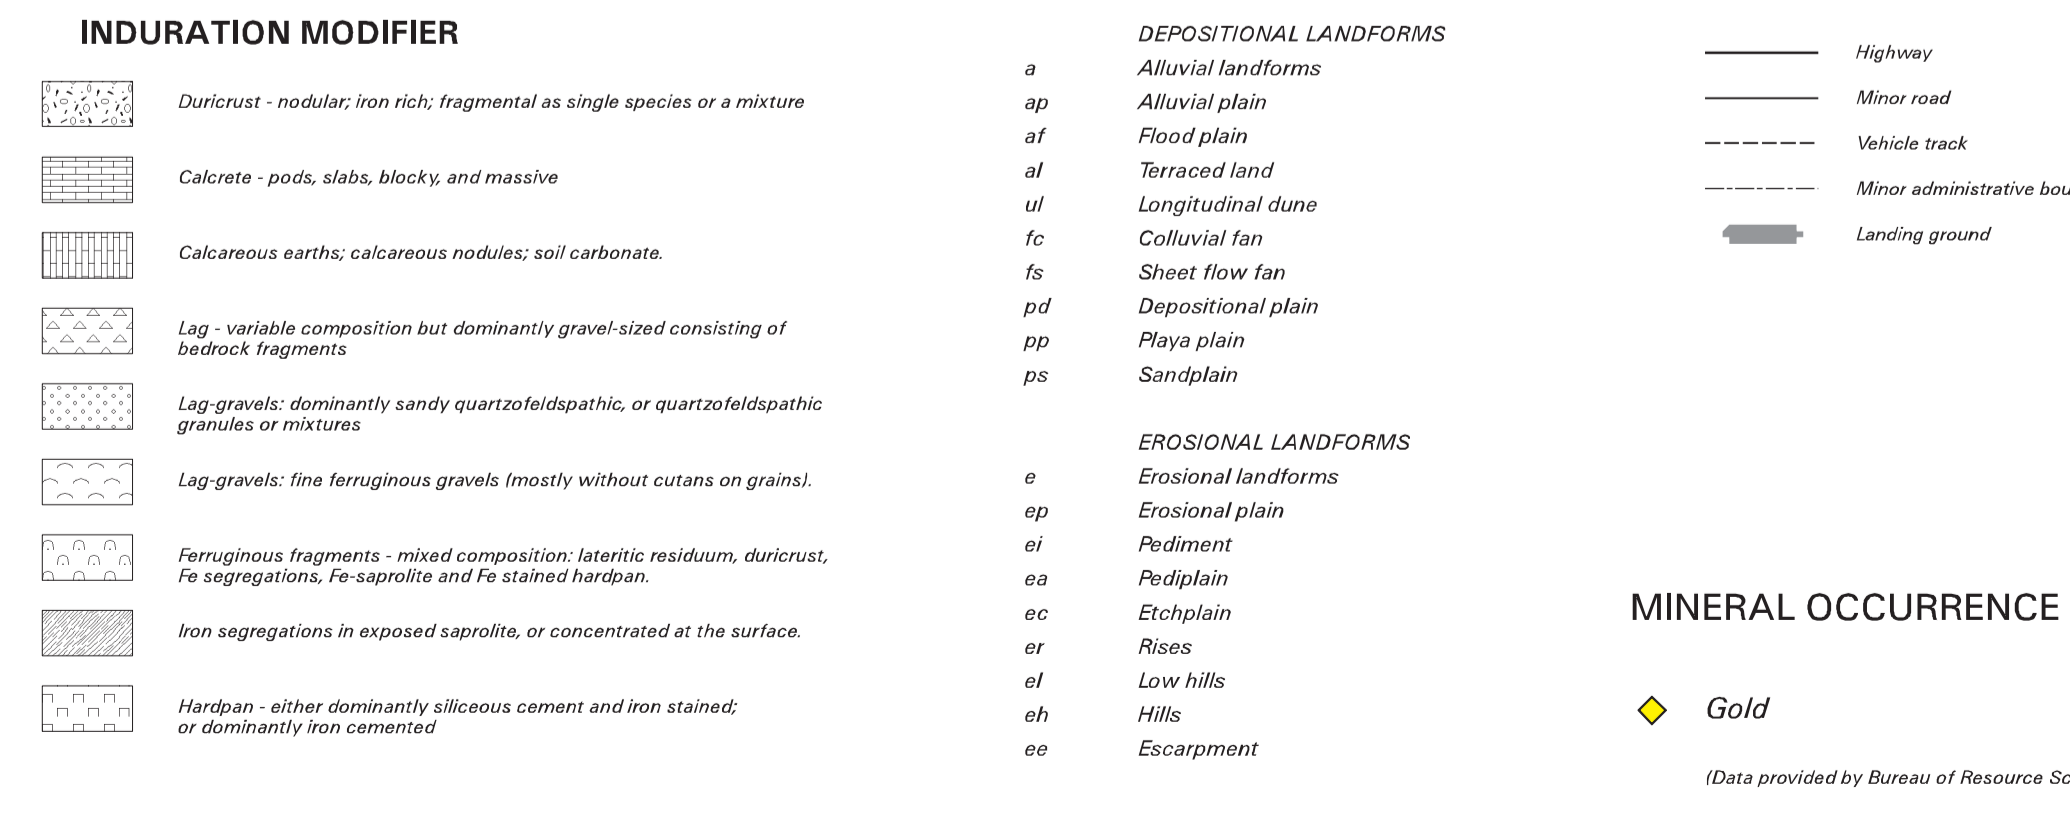 INDURATION MODIFIER
Duricrust - nodular; iron rich; fragmental as single species or a mixture
Calcrete - pods, slabs, blocky, and massive
Calcareous earths; calcareous nodules; soil carbonate.
Lag - variable composition but dominantly gravel-sized consisting of
bedrock fragments
Lag-gravels: dominantly sandy quartzofeldspathic, or quartzofeldspathic
granules or mixtures
Lag-gravels: fine ferruginous gravels (mostly without cutans on grains).
Ferruginous fragments - mixed composition: lateritic residuum, duricrust,
Fe segregations, Fe-saprolite and Fe stained hardpan.
Iron segregations in exposed saprolite, or concentrated at the surface.
Hardpan - either dominantly siliceous cement and iron stained;
or dominantly iron cemented
DEPOSITIONAL LANDFORMS
a Alluvial landforms
ap Alluvial plain
af Flood plain
al Terraced land
ul Longitudinal dune
fc Colluvial fan
fs Sheet flow fan
pd Depositional plain
pp Playa plain
ps Sandplain
EROSIONAL LANDFORMS
e Erosional landforms
ep Erosional plain
ei Pediment
ea Pediplain
ec Etchplain
er Rises
el Low hills
eh Hills
ee Escarpment
Highway
Minor road
Vehicle track
Minor administrative bou
Landing ground
MINERAL OCCURRENCE
Gold
(Data provided by Bureau of Resource Sc